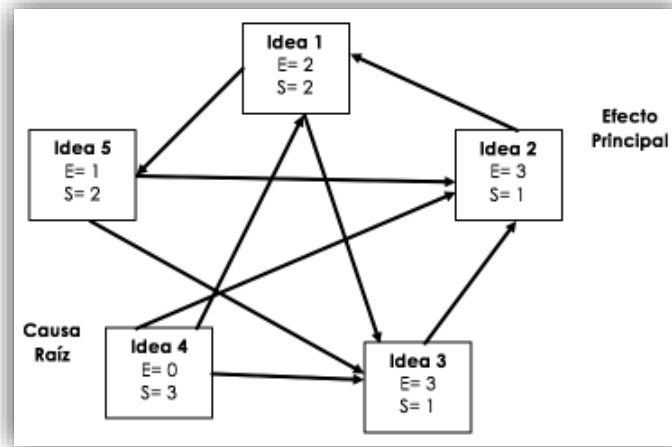 Idea 1
E= 2
S= 2
Efecto
Principal
Idea 5
E= 1
S= 2
Idea 2
E= 3
S= 1
Causa
Raíz
Idea 4
E= 0
S= 3
Idea 3
E= 3
S= 1